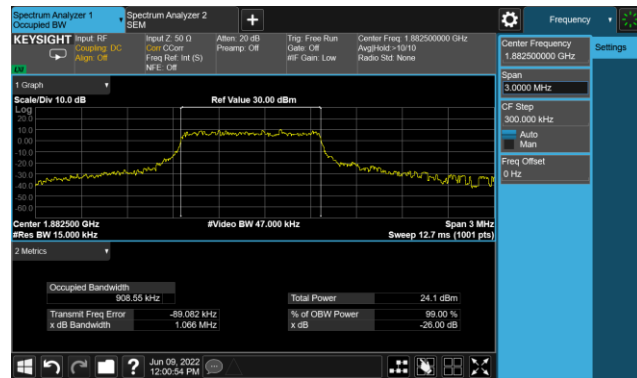 Spectrum Analyzer 1
Occupied BW
Spectrum Analyzer 2
SEM
+
Frequency
KEYSIGHT
Input: RF
Coupling: DC
Align: Off
Input Z: 50 Ω
Corr CCorr
Freq Ref: Int (S)
NFE: Off
Atten: 20 dB
Preamp: Off
Trig: Free Run
Gate: Off
#IF Gain: Low
Center Freq: 1.882500000 GHz
Avg|Hold:>10/10
Radio Std: None
Center Frequency
1.882500000 GHz
Settings
Span
3.0000 MHz
CF Step
300.000 kHz
Auto
Man
Freq Offset
0 Hz
1 Graph
Scale/Div 10.0 dB
Ref Value 30.00 dBm
Log
20.0
10.0
0.00
-10.0
-20.0
-30.0
-40.0
-50.0
-60.0
Center 1.882500 GHz
#Video BW 47.000 kHz
Span 3 MHz
#Res BW 15.000 kHz
Sweep 12.7 ms (1001 pts)
2 Metrics
Occupied Bandwidth
908.55 kHz
Total Power
24.1 dBm
Transmit Freq Error
-89.082 kHz
% of OBW Power
99.00 %
x dB Bandwidth
1.066 MHz
x dB
-26.00 dB
?
Jun 09, 2022
12:00:54 PM